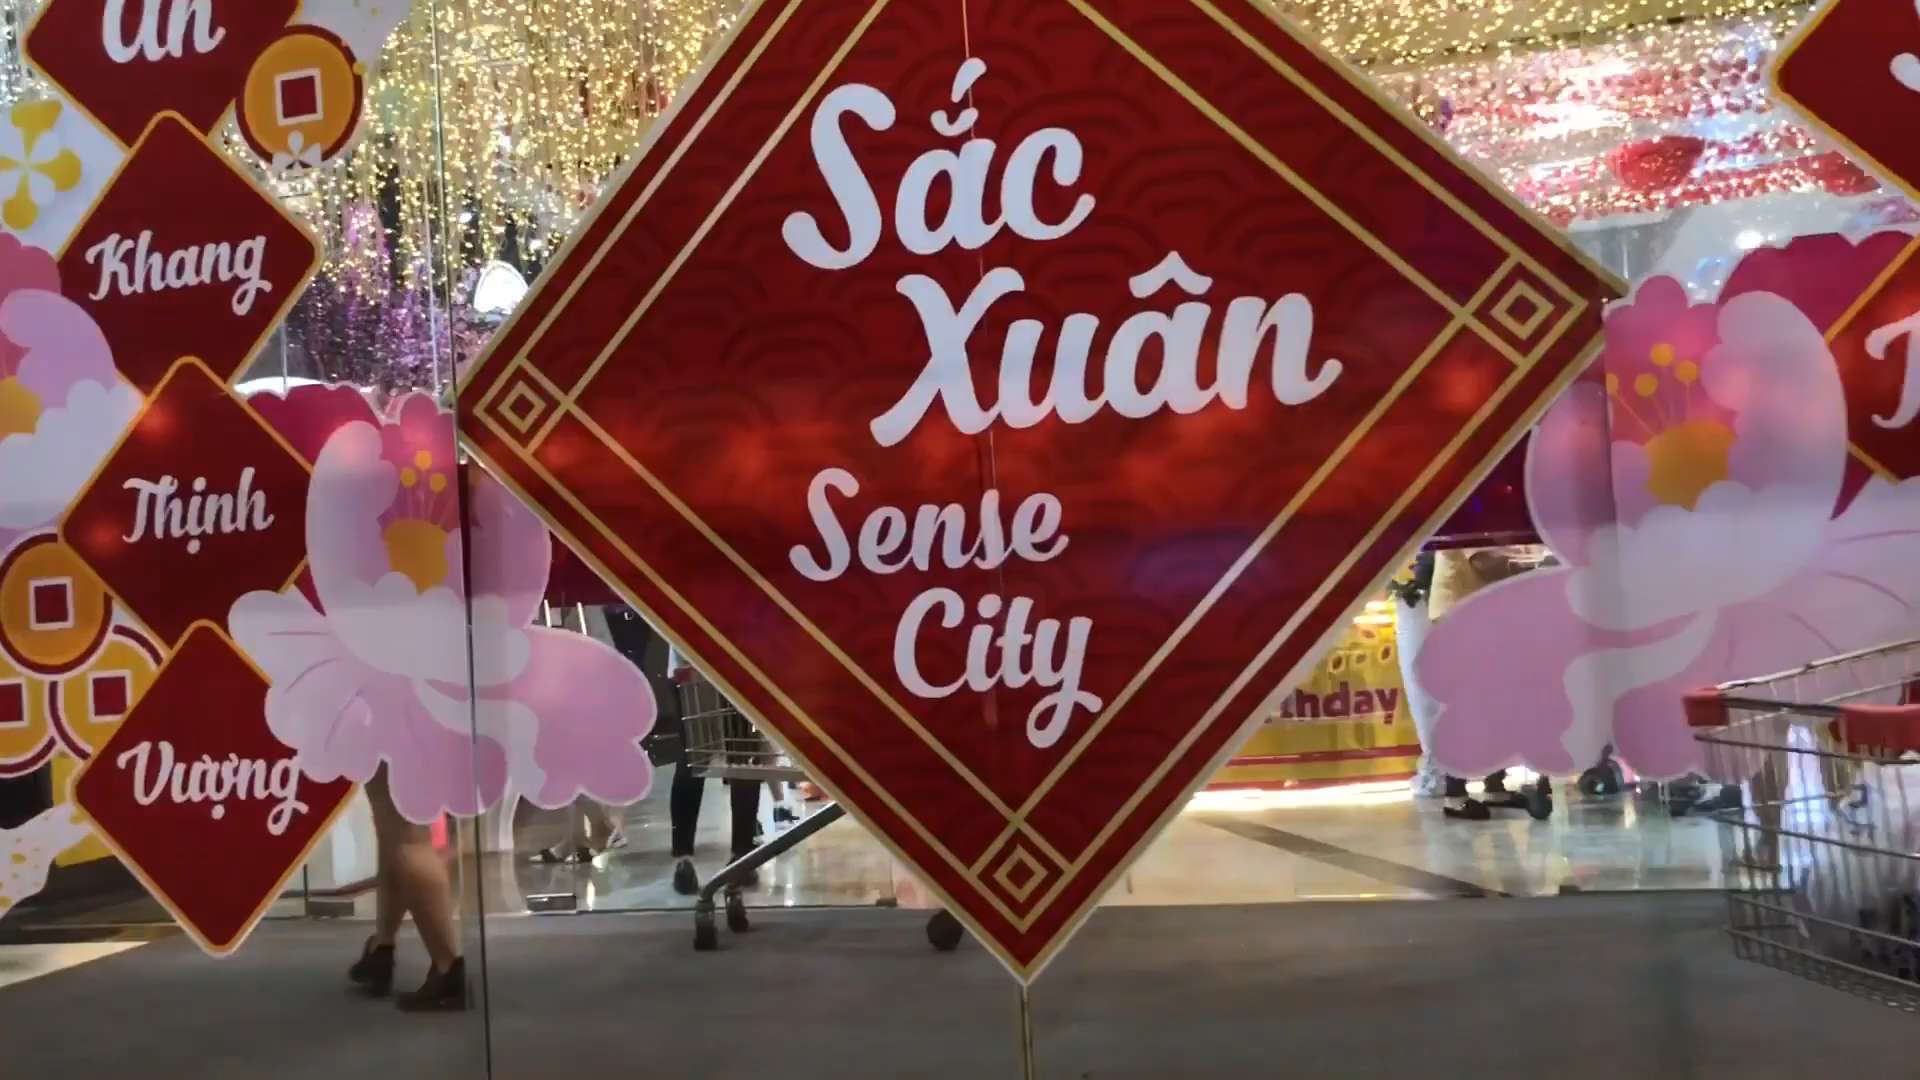 An
Khang
Thịnh
Vượng
Sắc
Xuân
Sense
City
thday